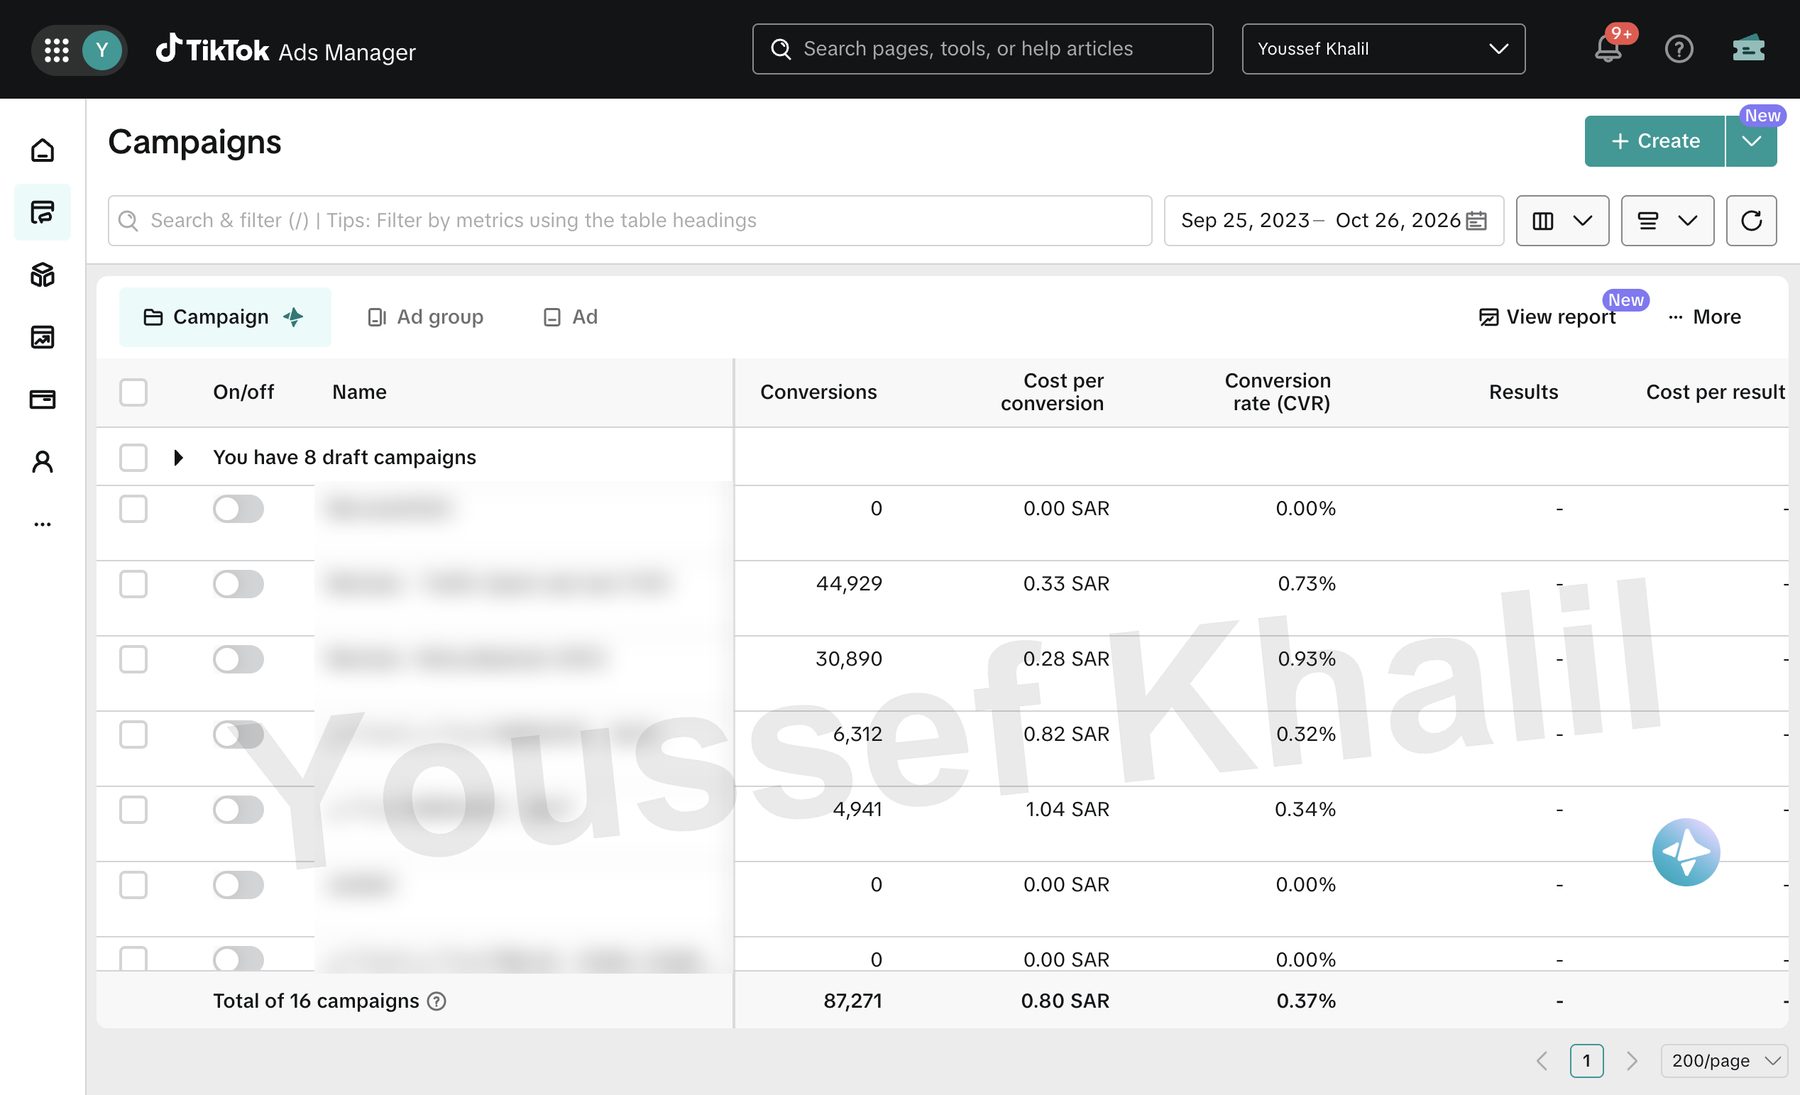 Y
TikTok Ads Manager
Search pages, tools, or help articles
Youssef Khalil
9+
Campaigns
New
+ Create
Search & filter (/) | Tips: Filter by metrics using the table headings
Sep 25, 2023 – Oct 26, 2026
Campaign
Ad group
Ad
View report
New
... More
On/off
Name
Conversions
Cost per conversion
Conversion rate (CVR)
Results
Cost per result
You have 8 draft campaigns
0 0.00 SAR 0.00% - -
44,929 0.33 SAR 0.73% - -
30,890 0.28 SAR 0.93% - -
6,312 0.82 SAR 0.32% - -
4,941 1.04 SAR 0.34% - -
0 0.00 SAR 0.00% - -
0 0.00 SAR 0.00% - -
Total of 16 campaigns 87,271 0.80 SAR 0.37% - -
Youssef Khalil
1
200/page